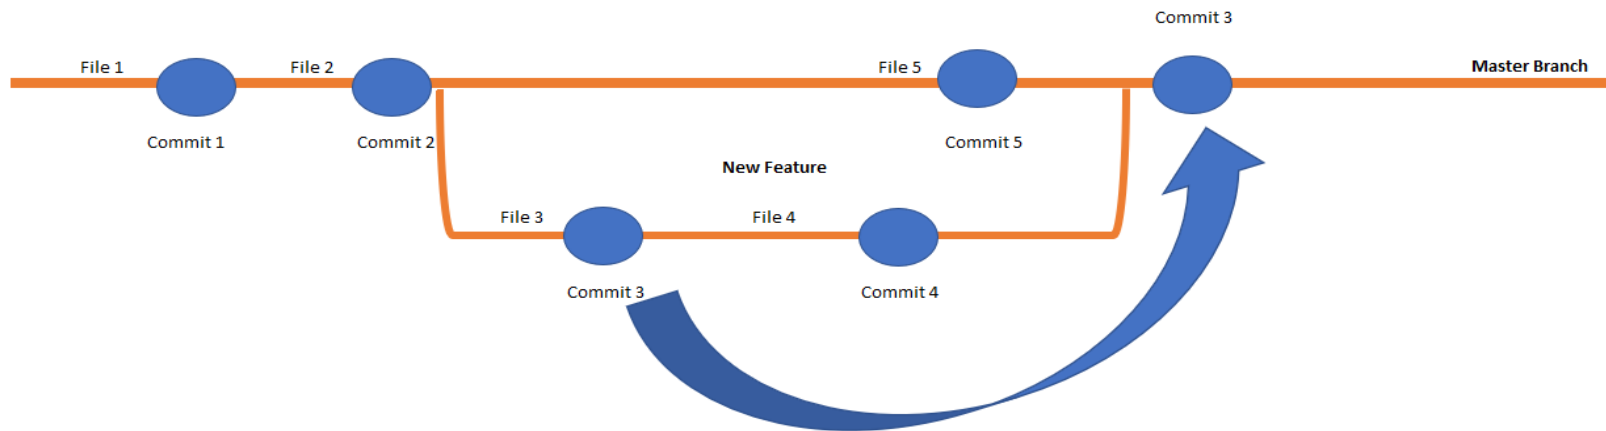 Commit 3
File 1
File 2
File 5
Master Branch
Commit 1
Commit 2
Commit 5
New Feature
File 3
File 4
Commit 3
Commit 4